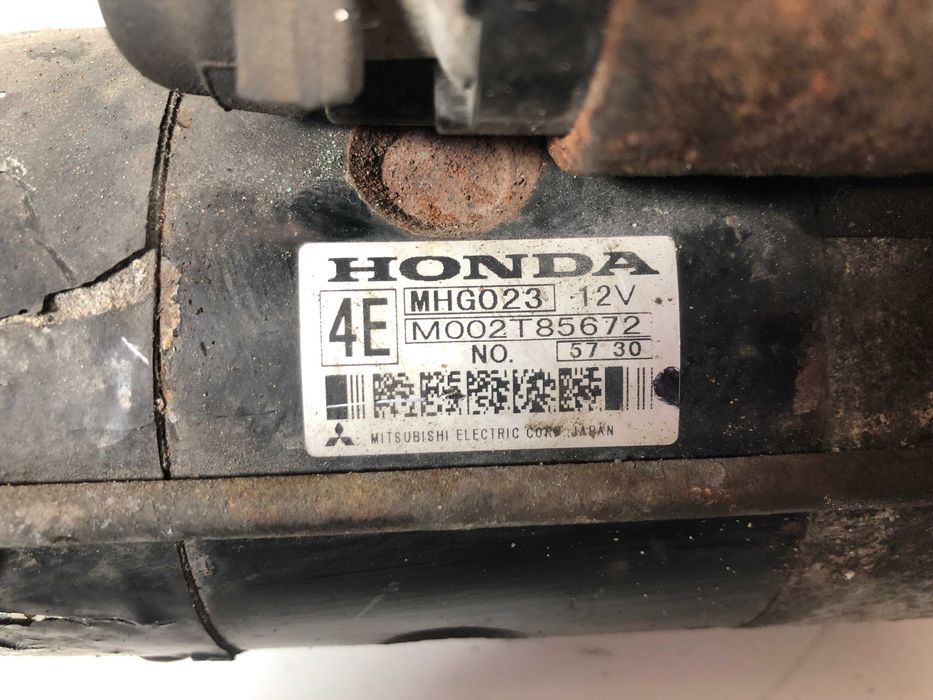 HONDA
4E
MHG023 12V
M002T85672
NO. 57 30
MITSUBISHI ELECTRIC CORP. JAPAN